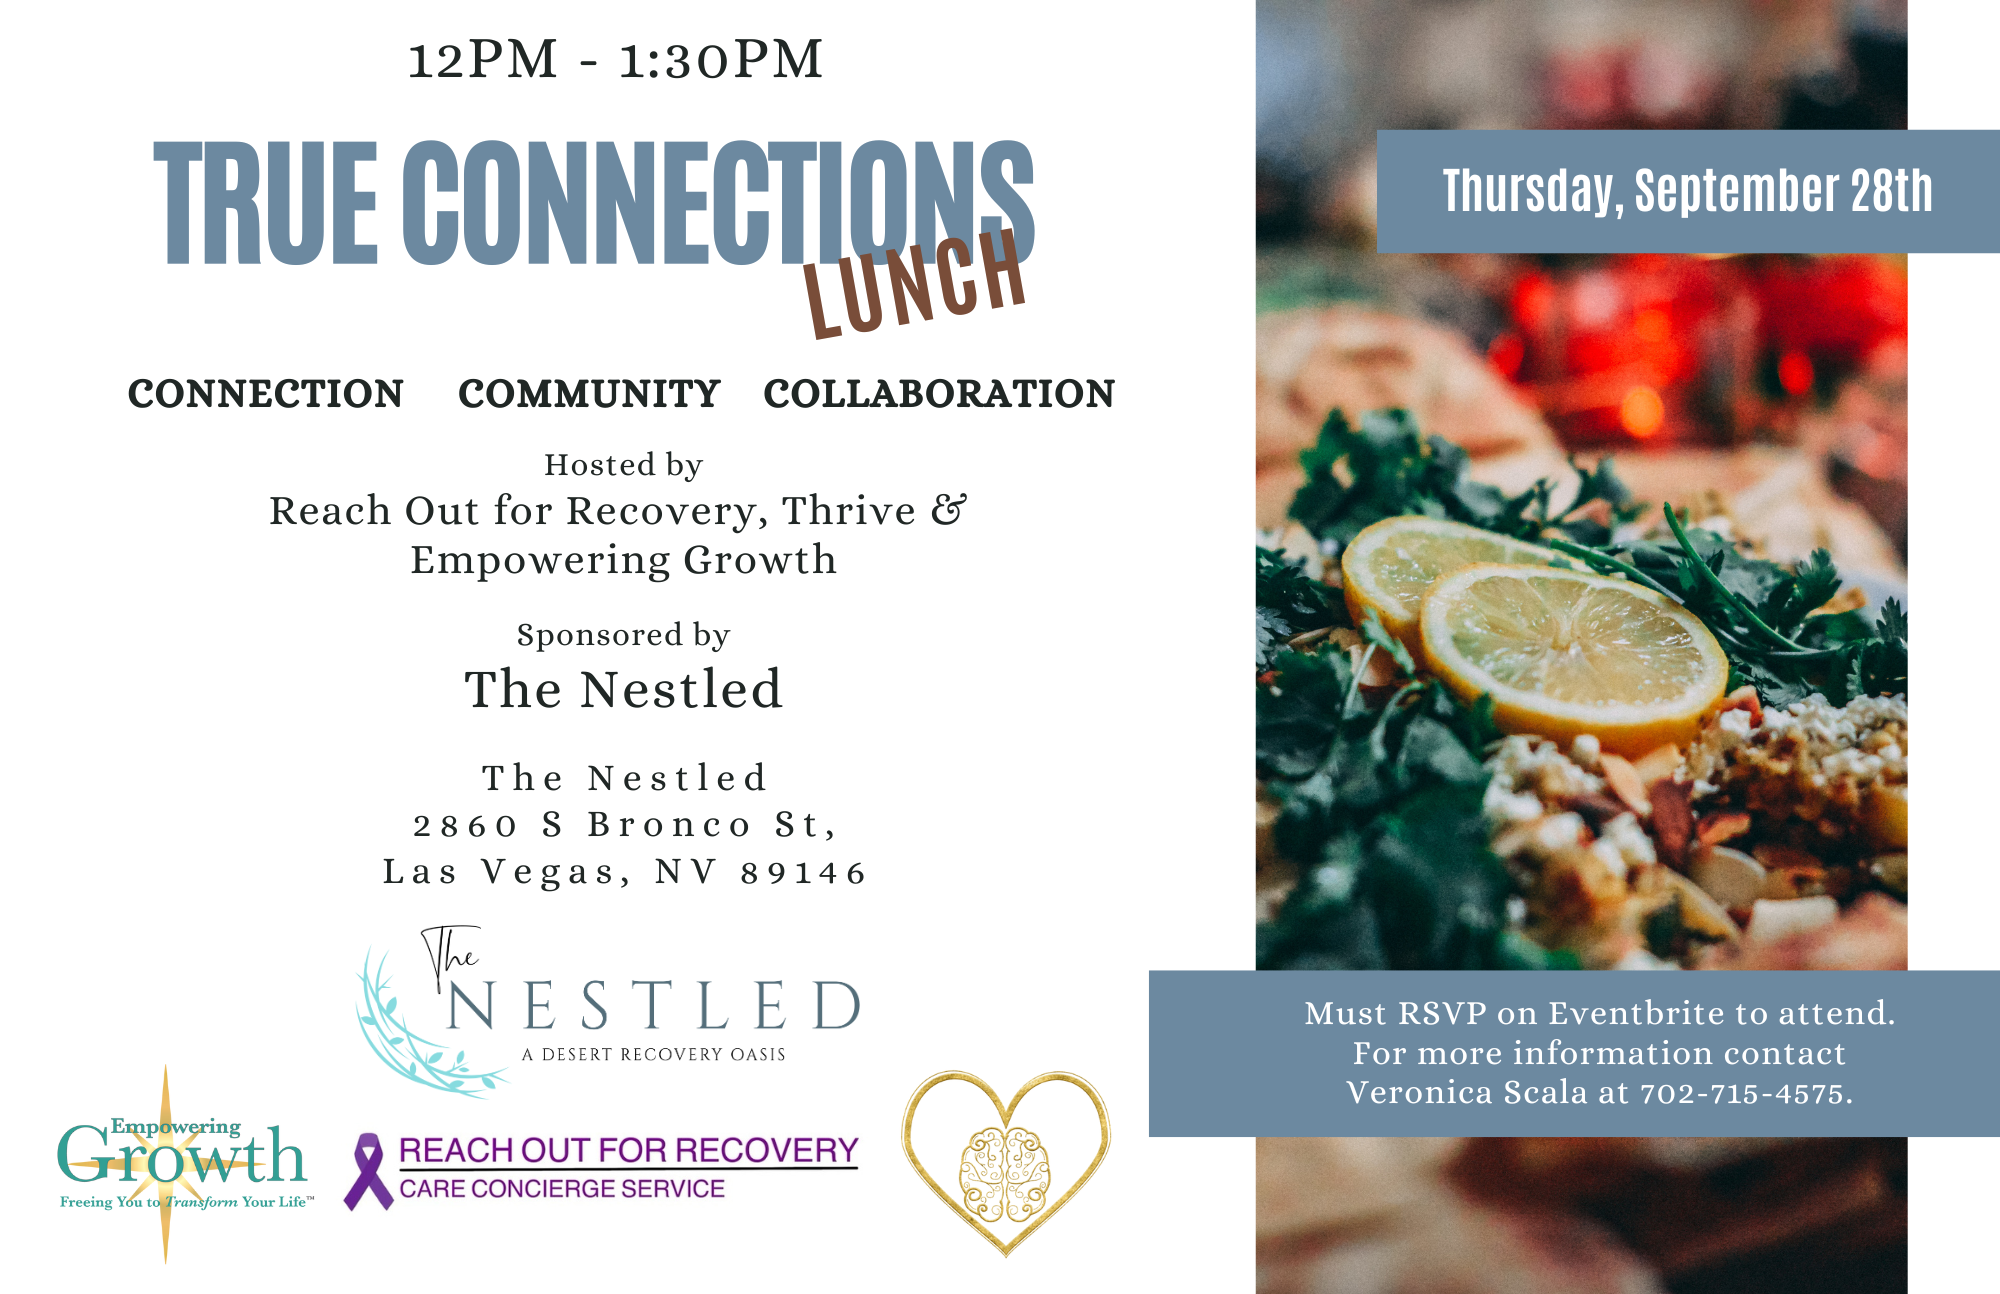 12PM - 1:30PM
TRUE CONNECTIONS
LUNCH
CONNECTION COMMUNITY COLLABORATION
Hosted by
Reach Out for Recovery, Thrive &
Empowering Growth
Sponsored by
The Nestled
The Nestled
2860 S Bronco St,
Las Vegas, NV 89146
The
NESTLED
A DESERT RECOVERY OASIS
Empowering
Growth
Freeing You to Transform Your Life™
REACH OUT FOR RECOVERY
CARE CONCIERGE SERVICE
Thursday, September 28th
Must RSVP on Eventbrite to attend.
For more information contact
Veronica Scala at 702-715-4575.